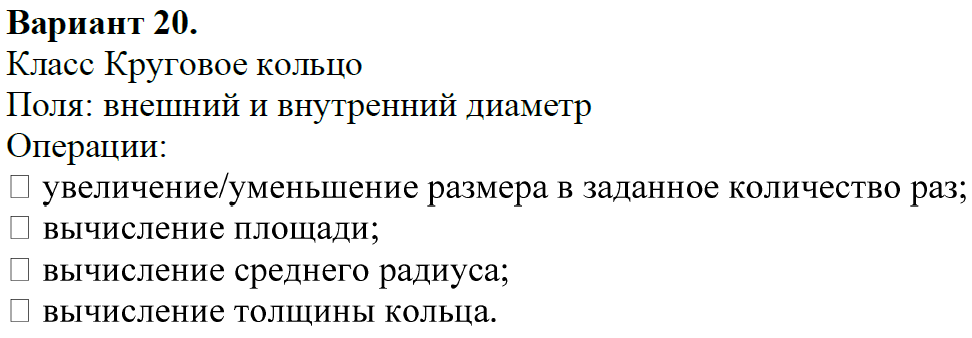 Вариант 20.
Класс Круговое кольцо
Поля: внешний и внутренний диаметр
Операции:
□ увеличение/уменьшение размера в заданное количество раз;
□ вычисление площади;
□ вычисление среднего радиуса;
□ вычисление толщины кольца.